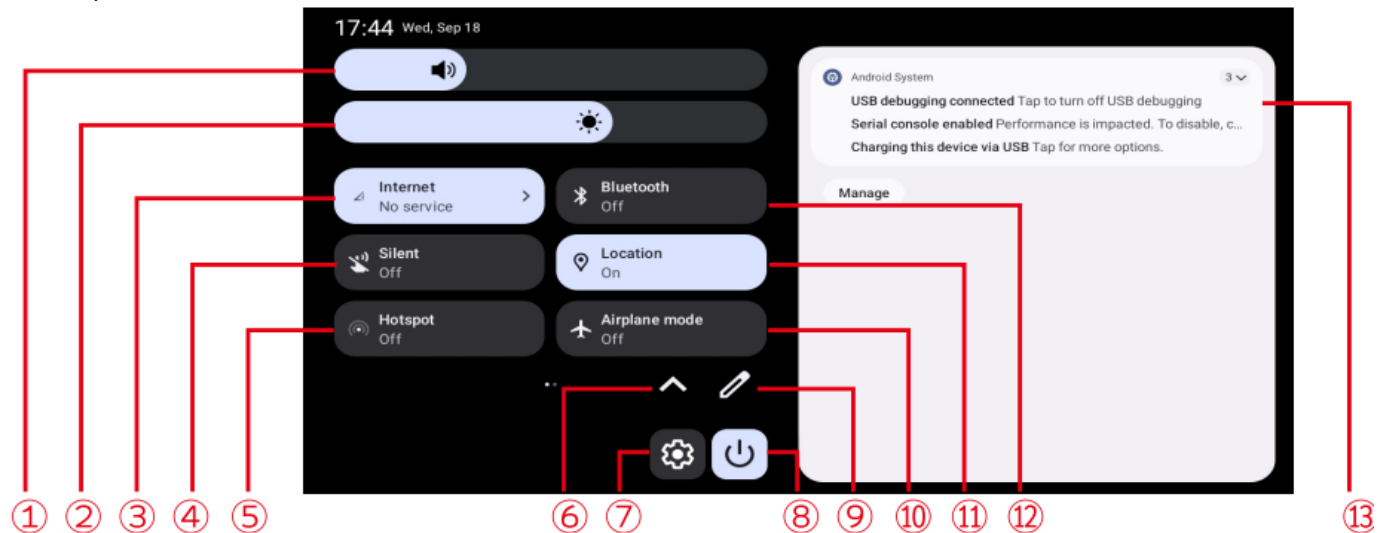 17:44 Wed, Sep 18
Android System
3
USB debugging connected Tap to turn off USB debugging
Serial console enabled Performance is impacted. To disable, c...
Charging this device via USB Tap for more options.
Manage
Internet
No service
Bluetooth
Off
Silent
Off
Location
On
Hotspot
Off
Airplane mode
Off
① ② ③ ④ ⑤ ⑥ ⑦ ⑧ ⑨ ⑩ ⑪ ⑫ ⑬